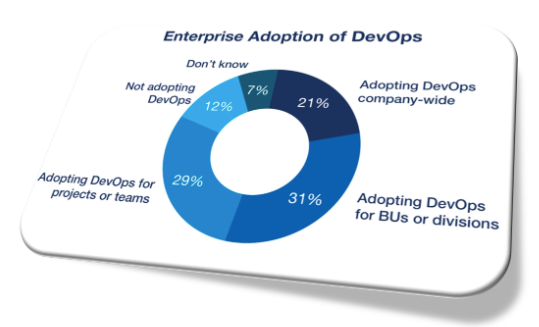 Enterprise Adoption of DevOps
Don't know
7%
Adopting DevOps
company-wide
21%
Not adopting
DevOps
12%
Adopting DevOps for
projects or teams
29%
31%
Adopting DevOps
for BUs or divisions